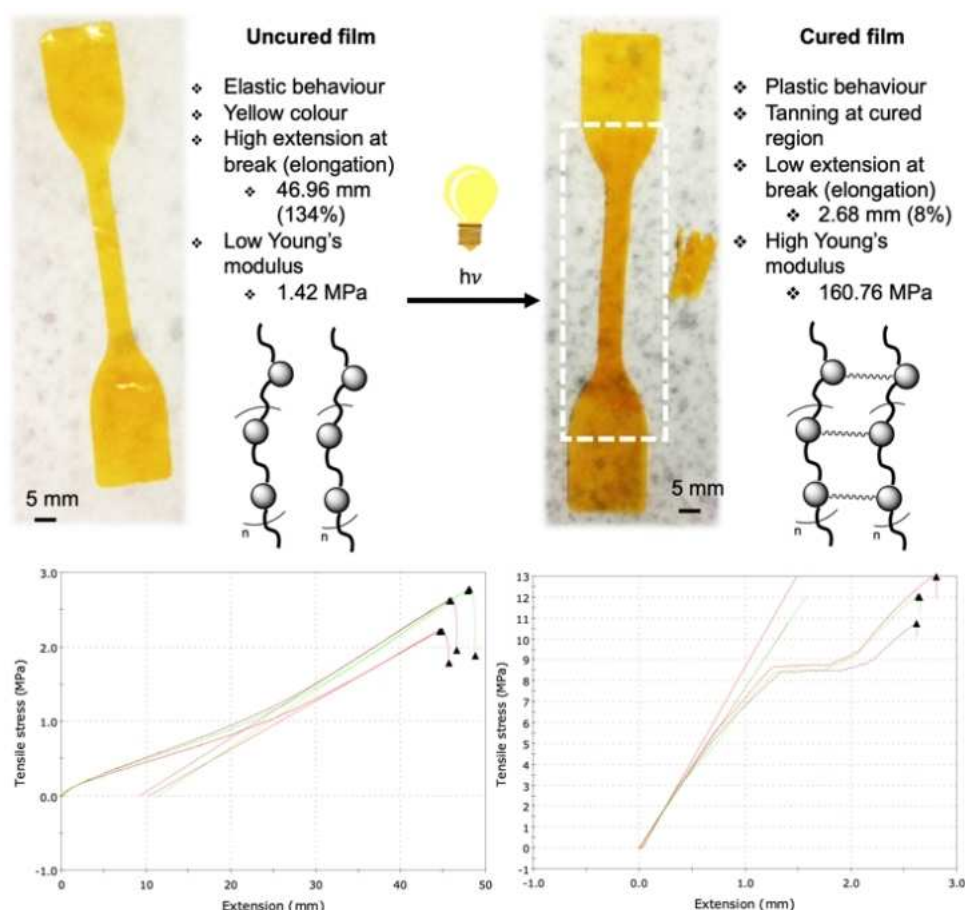 Uncured film
❖ Elastic behaviour
❖ Yellow colour
❖ High extension at
break (elongation)
❖ 46.96 mm
(134%)
❖ Low Young's
modulus
❖ 1.42 MPa
5 mm
n
hν
Cured film
❖ Plastic behaviour
❖ Tanning at cured
region
❖ Low extension at
break (elongation)
❖ 2.68 mm (8%)
❖ High Young's
modulus
❖ 160.76 MPa
5 mm
n
3.0
2.0
1.0
0.0
-1.0
Tensile stress (MPa)
0
10
20
30
40
50
Extension (mm)
13
12
11
10
9
8
7
6
5
4
3
2
1
0
-1
Tensile stress (MPa)
-1.0
0.0
1.0
2.0
3.0
Extension (mm)